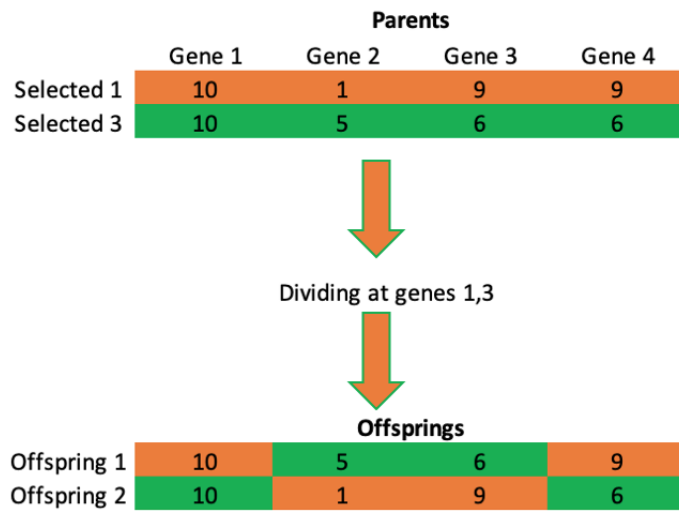 Parents
Gene 1 Gene 2 Gene 3 Gene 4
Selected 1 10 1 9 9
Selected 3 10 5 6 6
Dividing at genes 1,3
Offsprings
Offspring 1 10 5 6 9
Offspring 2 10 1 9 6